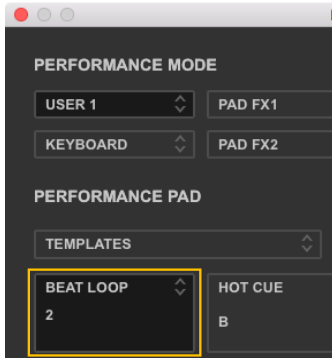 PERFORMANCE MODE
USER 1
PAD FX1
KEYBOARD
PAD FX2
PERFORMANCE PAD
TEMPLATES
BEAT LOOP
HOT CUE
2
B